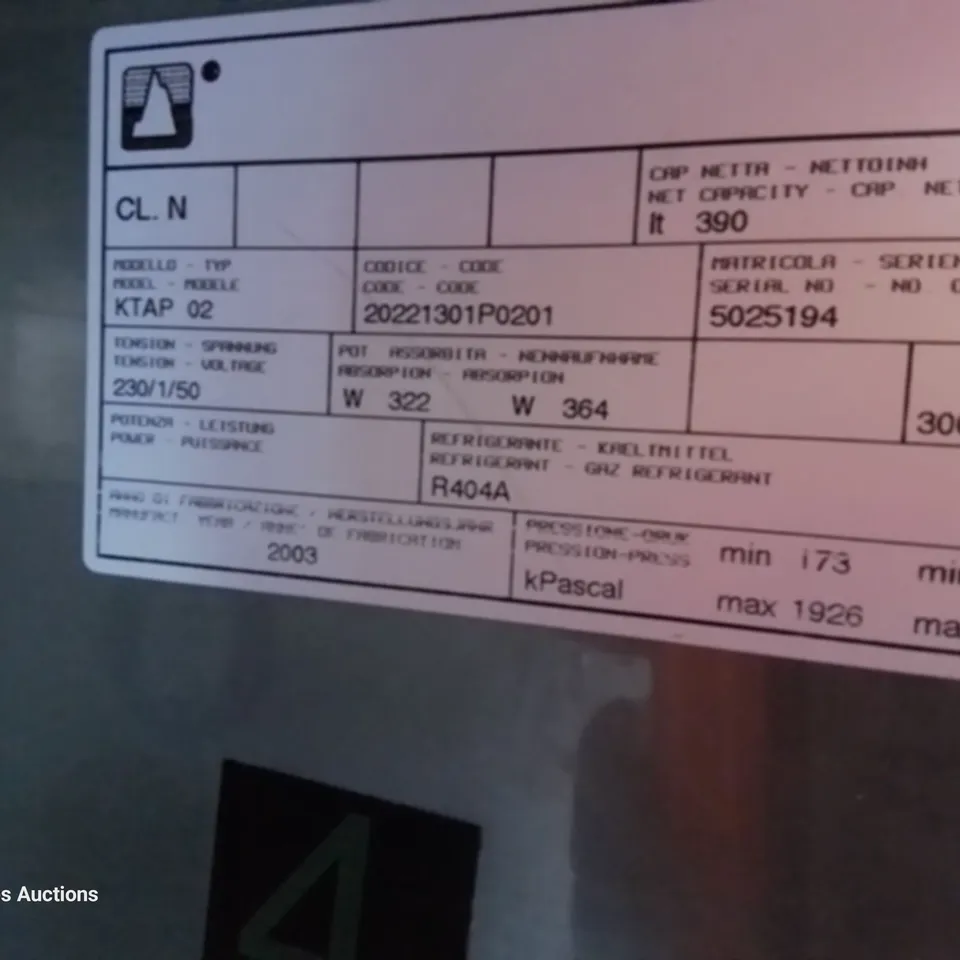 CL. N
CAP NETTA - NETTOINH
NET CAPACITY - CAP NET
lt 390
MODELLO - TYP
MODEL - MODELE
KTAP 02
CODICE - CODE
CODE - CODE
20221301P0201
MATRICOLA - SERIEN
SERIAL NO - NO
5025194
TENSION - SPANNUNG
TENSION - VOLTAGE
230/1/50
POT ASSORBITA - NENNAUFNHAME
ABSORPION - ABSORPION
W 322 W 364
POTENZA - LEISTUNG
POWER - PUISSANCE
REFRIGERANTE - KAELTMITTEL
REFRIGERANT - GAZ REFRIGERANT
R404A
ANNO DI FABBRICAZIONE / HERSTELLUNGSJAHR
MANUFACT YEAR / ANNE' DE FABRICATION
2003
PRESSIONE-DRUK
PRESSION-PRESS
kPascal
min 173
max 1926
4
s Auctions